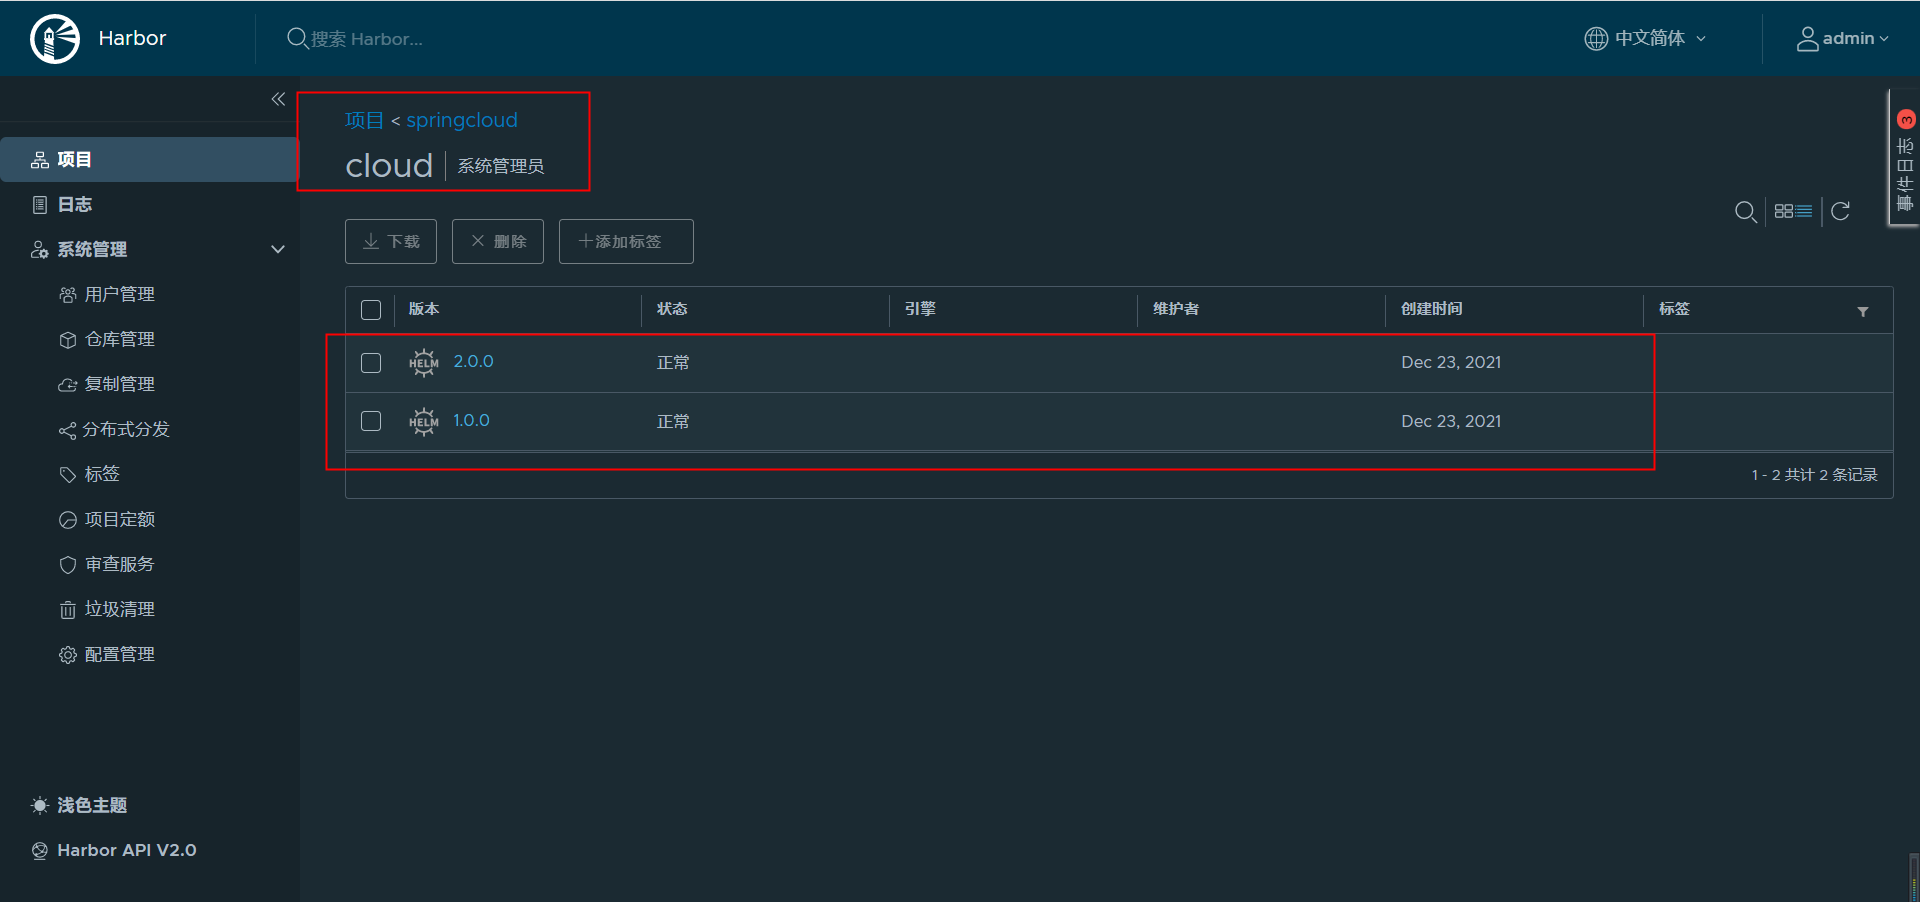 Harbor
搜索 Harbor...
中文简体
admin
项目
日志
系统管理
用户管理
仓库管理
复制管理
分布式分发
标签
项目定额
审查服务
垃圾清理
配置管理
浅色主题
Harbor API V2.0
项目 < springcloud
cloud 系统管理员
下载 删除 添加标签
版本 状态 引擎 维护者 创建时间 标签
HELM 2.0.0 正常 Dec 23, 2021
HELM 1.0.0 正常 Dec 23, 2021
1 - 2 共计 2 条记录
事件日志 3